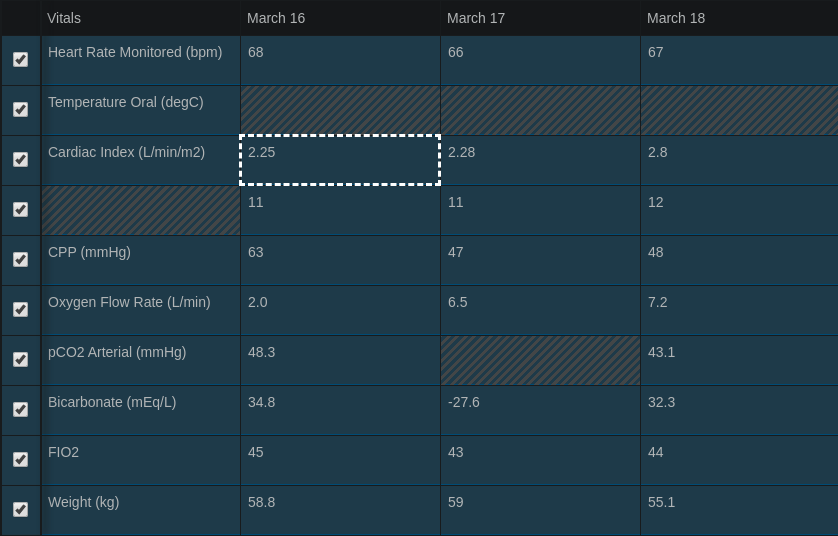 Vitals March 16 March 17 March 18
Heart Rate Monitored (bpm) 68 66 67
Temperature Oral (degC)
Cardiac Index (L/min/m2) 2.25 2.28 2.8
11 11 12
CPP (mmHg) 63 47 48
Oxygen Flow Rate (L/min) 2.0 6.5 7.2
pCO2 Arterial (mmHg) 48.3 43.1
Bicarbonate (mEq/L) 34.8 -27.6 32.3
FIO2 45 43 44
Weight (kg) 58.8 59 55.1